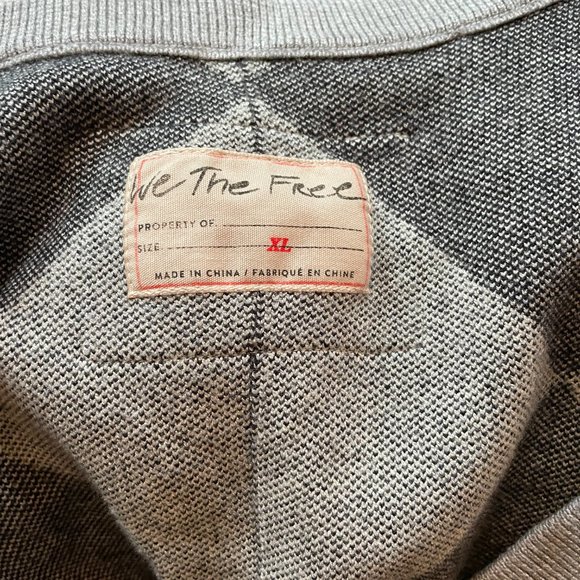 We The Free
PROPERTY OF.
SIZE. XL
MADE IN CHINA / FABRIQUÉ EN CHINE